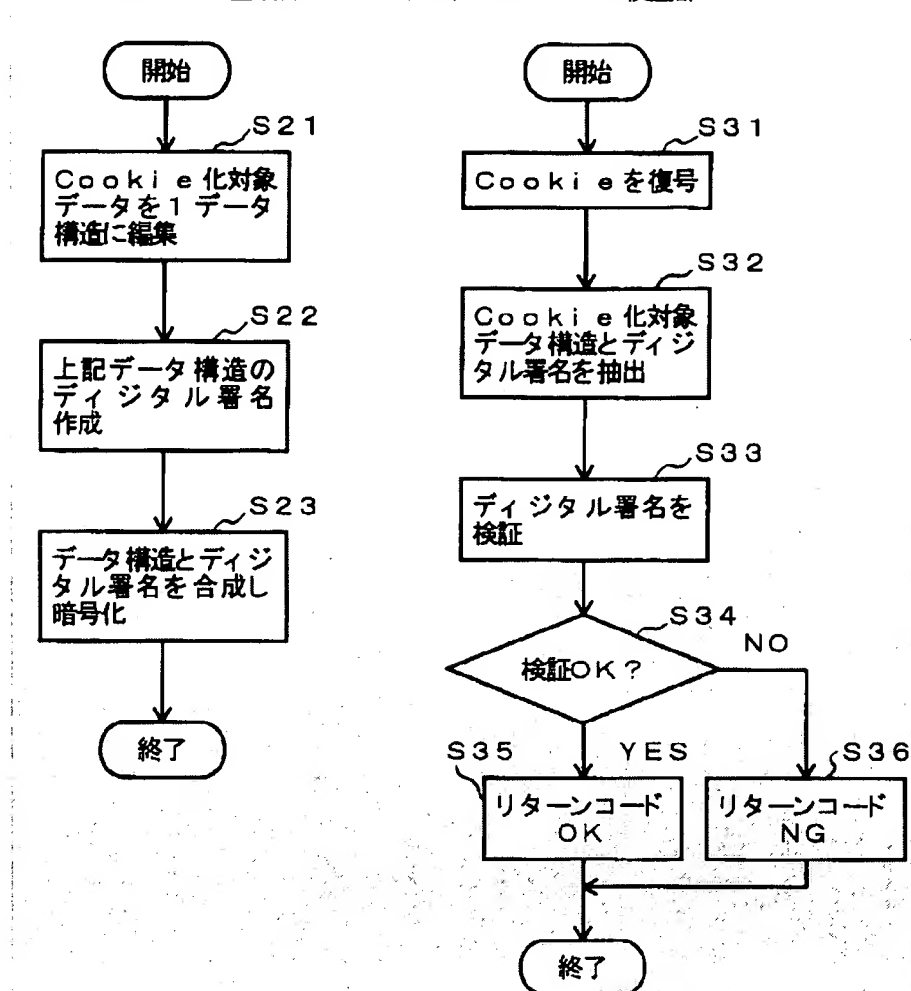 開始
S21
Cookie化対象
データを1データ
構造に編集
S22
上記データ構造の
ディジタル署名
作成
S23
データ構造とディジ
タル署名を合成し
暗号化
終了
開始
S31
Cookieを復号
S32
Cookie化対象
データ構造とディジ
タル署名を抽出
S33
ディジタル署名を
検証
S34
NO
検証OK?
S35
YES
S36
リターンコード
OK
リターンコード
NG
終了